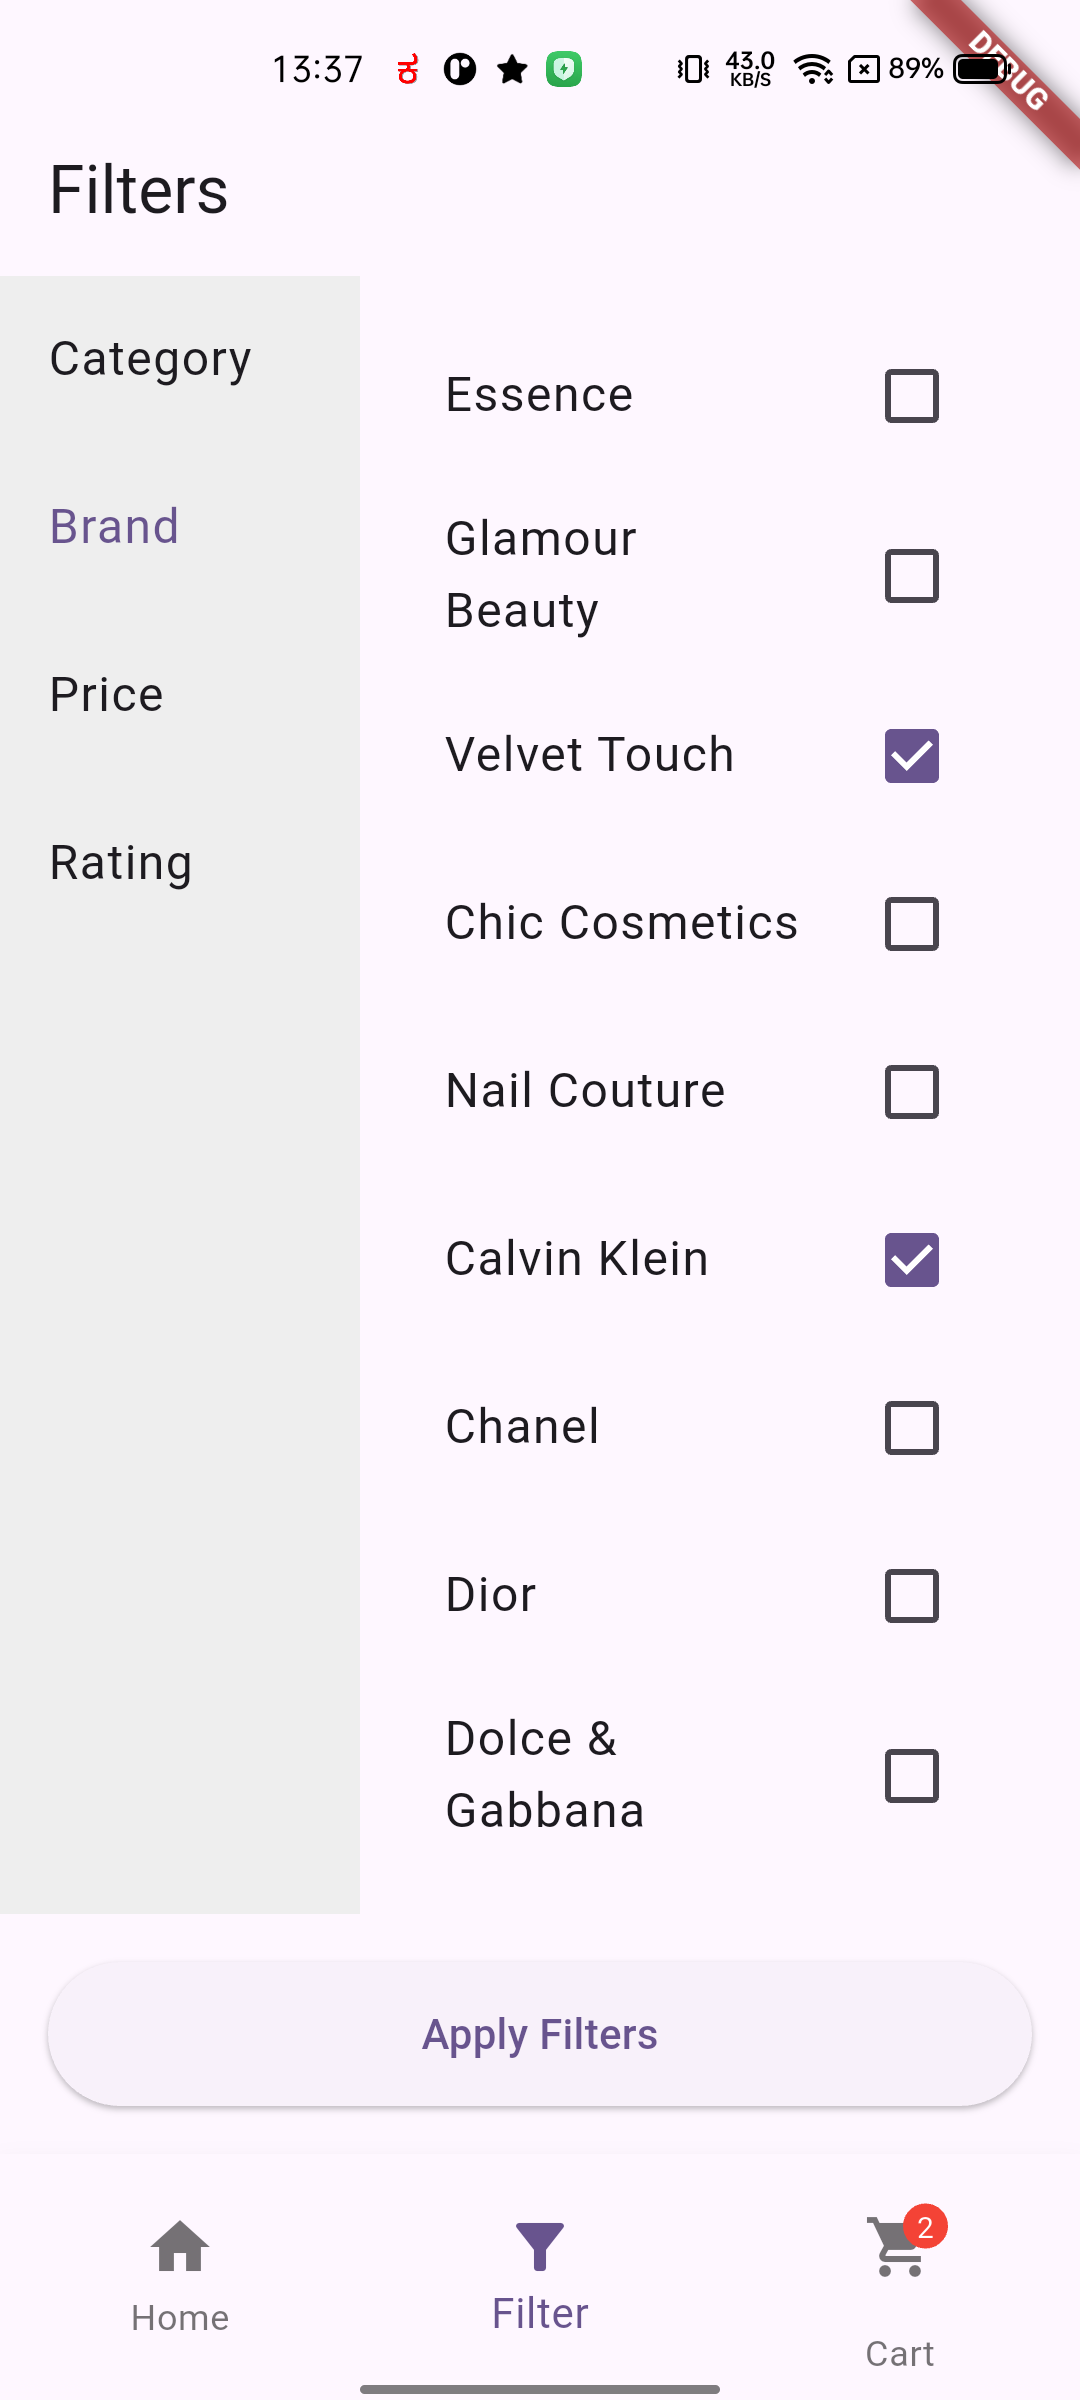 13:37 ಕ 43.0 KB/S 89%
DEBUG
Filters
Category
Brand
Price
Rating
Essence
Glamour
Beauty
Velvet Touch
Chic Cosmetics
Nail Couture
Calvin Klein
Chanel
Dior
Dolce &
Gabbana
Apply Filters
Home
Filter
2
Cart